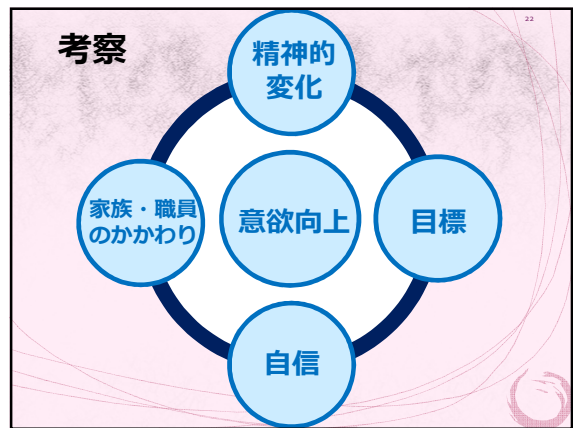 22
考察
精神的
変化
家族・職員
のかかわり
意欲向上
目標
自信